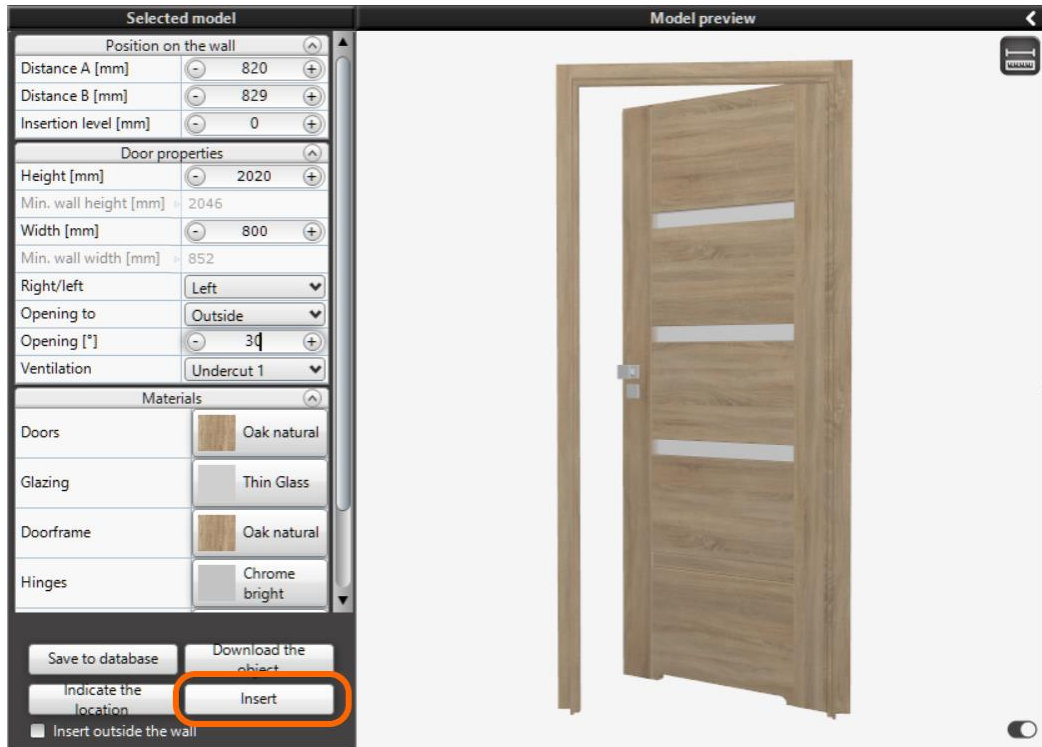 Selected model
Model preview
Position on the wall
Distance A [mm] - 820 +
Distance B [mm] - 829 +
Insertion level [mm] - 0 +
Door properties
Height [mm] - 2020 +
Min. wall height [mm] 2046
Width [mm] - 800 +
Min. wall width [mm] 852
Right/left Left
Opening to Outside
Opening [°] - 30 +
Ventilation Undercut 1
Materials
Doors Oak natural
Glazing Thin Glass
Doorframe Oak natural
Hinges Chrome
bright
Save to database
Download the
object
Indicate the
location
Insert
Insert outside the wall